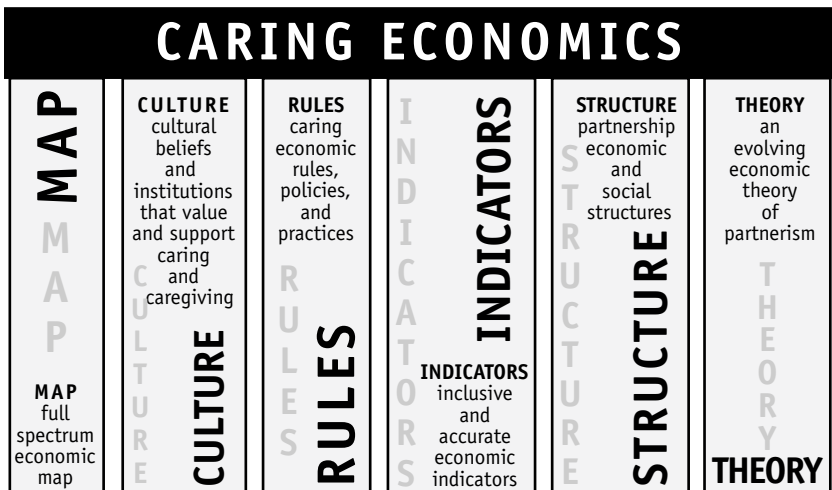 CARING ECONOMICS
MAP
MAP
MAP
full
spectrum
economic
map
CULTURE
cultural
beliefs
and
institutions
that value
and support
caring
and
caregiving
CULTURE
CULTURE
RULES
caring
economic
rules,
policies,
and
practices
RULES
RULES
INDICATORS
INDICATORS
INDICATORS
inclusive
and
accurate
economic
indicators
STRUCTURE
partnership
economic
and
social
structures
STRUCTURE
STRUCTURE
THEORY
an
evolving
economic
theory
of
partnerism
THEORY
THEORY